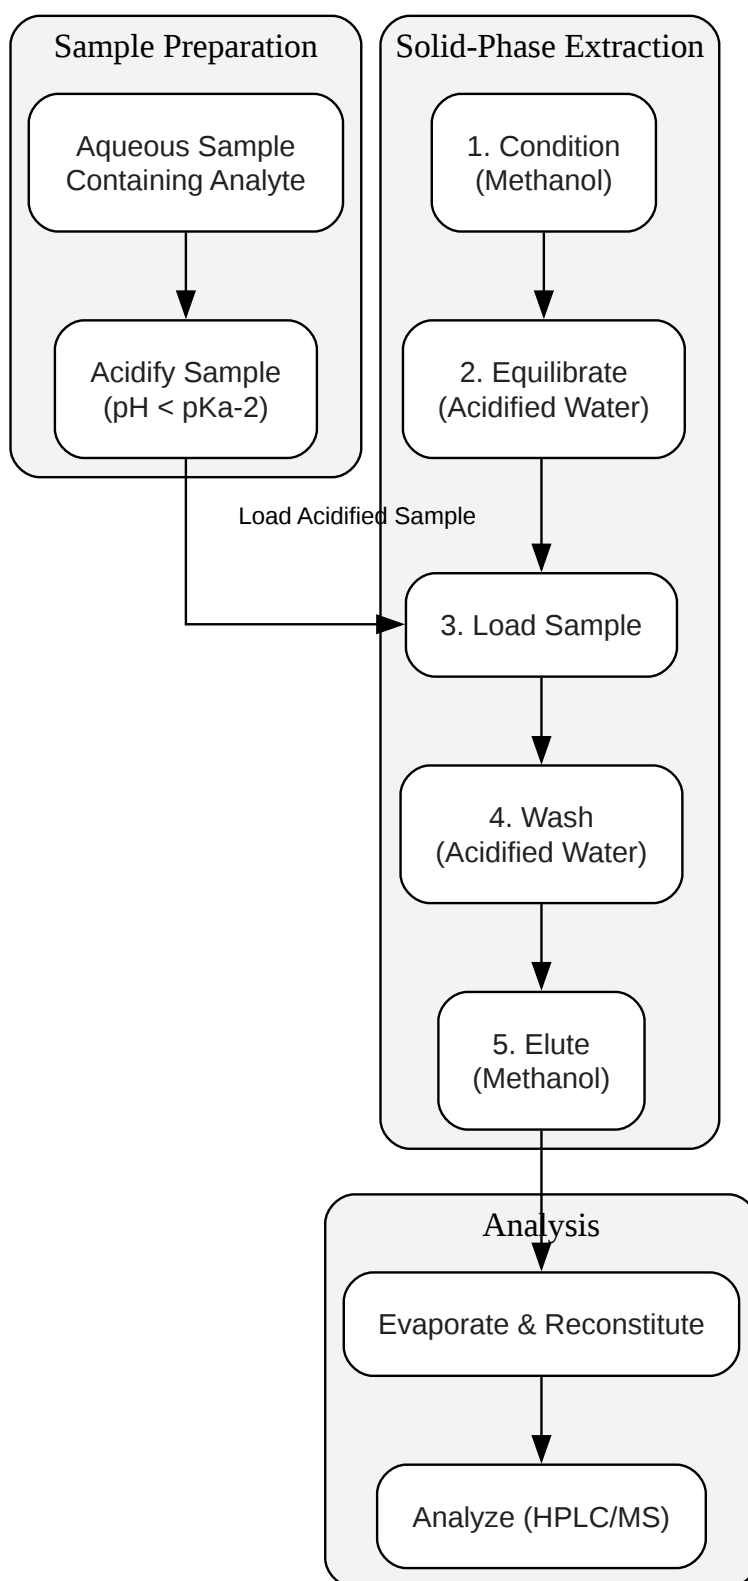 Sample Preparation
Aqueous Sample
Containing Analyte
Acidify Sample
(pH < pKa-2)
Load Acidified Sample
Solid-Phase Extraction
1. Condition
(Methanol)
2. Equilibrate
(Acidified Water)
3. Load Sample
4. Wash
(Acidified Water)
5. Elute
(Methanol)
Analysis
Evaporate & Reconstitute
Analyze (HPLC/MS)